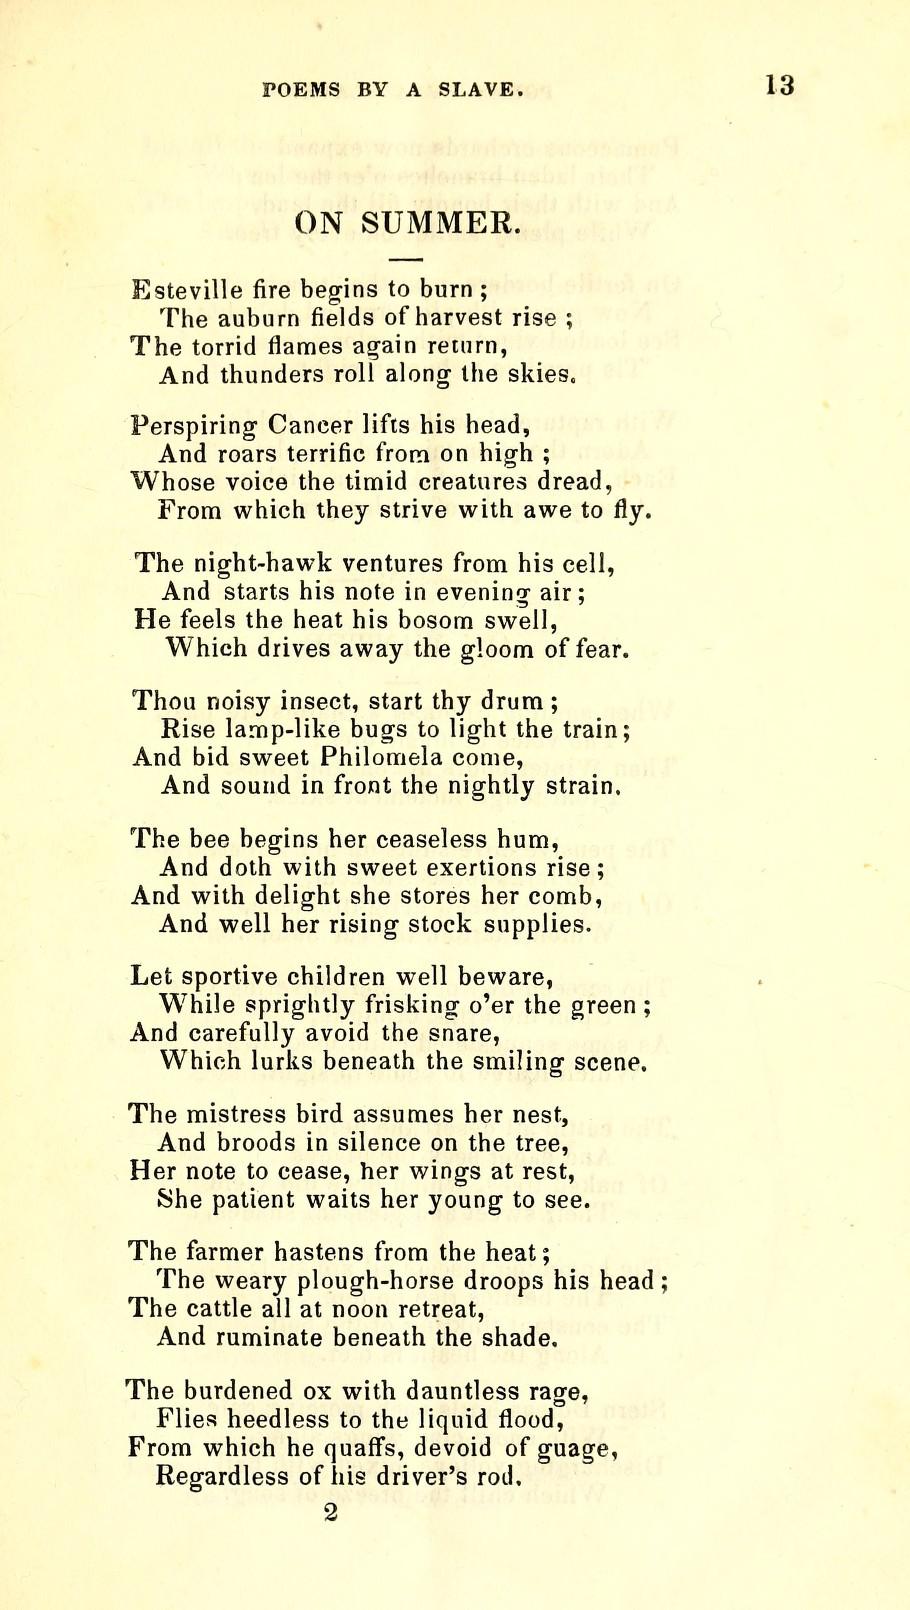 POEMS BY A SLAVE. 13
ON SUMMER.
Esteville fire begins to burn ;
The auburn fields of harvest rise ;
The torrid flames again return,
And thunders roll along the skies.
Perspiring Cancer lifts his head,
And roars terrific from on high ;
Whose voice the timid creatures dread,
From which they strive with awe to fly.
The night-hawk ventures from his cell,
And starts his note in evening air ;
He feels the heat his bosom swell,
Which drives away the gloom of fear.
Thou noisy insect, start thy drum ;
Rise lamp-like bugs to light the train ;
And bid sweet Philomela come,
And sound in front the nightly strain.
The bee begins her ceaseless hum,
And doth with sweet exertions rise ;
And with delight she stores her comb,
And well her rising stock supplies.
Let sportive children well beware,
While sprightly frisking o'er the green ;
And carefully avoid the snare,
Which lurks beneath the smiling scene.
The mistress bird assumes her nest,
And broods in silence on the tree,
Her note to cease, her wings at rest,
She patient waits her young to see.
The farmer hastens from the heat ;
The weary plough-horse droops his head ;
The cattle all at noon retreat,
And ruminate beneath the shade.
The burdened ox with dauntless rage,
Flies heedless to the liquid flood,
From which he quaffs, devoid of guage,
Regardless of his driver's rod.
2